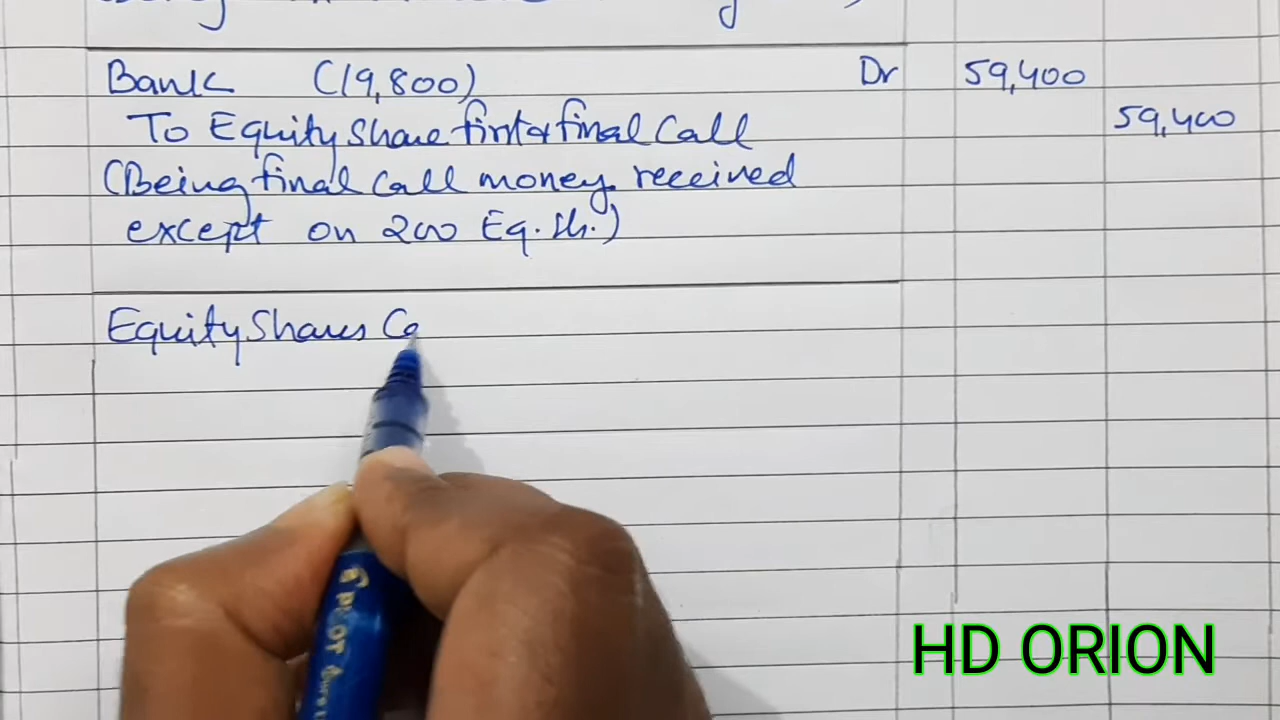 Bank (19,800) Dr 59,400
To Equity Share first & final Call 59,400
(Being final call money received
except on 200 Eq. Sh.)
Equity Shares Ca
PILOT
HD ORION